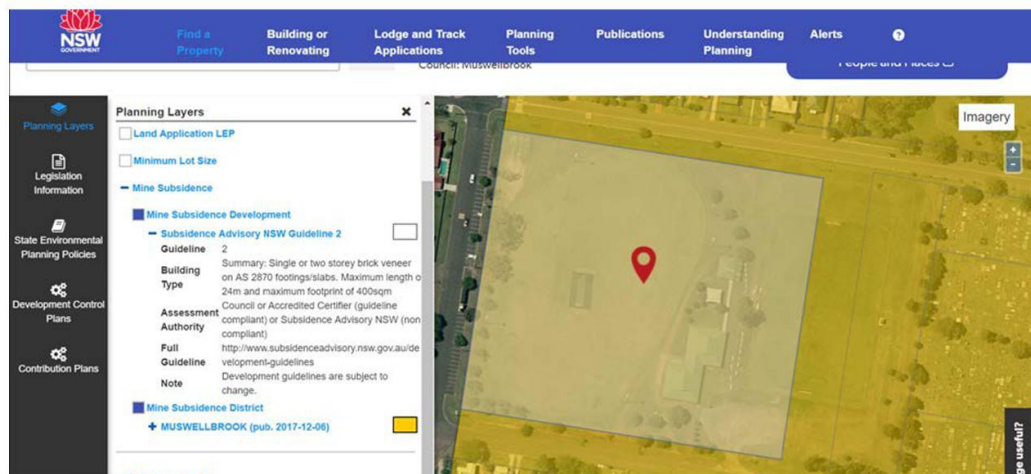 NSW
GOVERNMENT
Find a
Property
Building or
Renovating
Lodge and Track
Applications
Planning
Tools
Publications
Understanding
Planning
Alerts
?
Council: Muswellbrook
People and Places
Planning Layers
Legislation
Information
State Environmental
Planning Policies
Development Control
Plans
Contribution Plans
Planning Layers
Land Application LEP
Minimum Lot Size
Mine Subsidence
Mine Subsidence Development
Subsidence Advisory NSW Guideline 2
Guideline 2
Building
Type
Summary: Single or two storey brick veneer
on AS 2870 footings/slabs. Maximum length o
24m and maximum footprint of 400sqm
Assessment
Authority
Council or Accredited Certifier (guideline
compliant) or Subsidence Advisory NSW (non
compliant)
Full
Guideline
http://www.subsidenceadvisory.nsw.gov.au/de
velopment-guidelines
Note
Development guidelines are subject to
change.
Mine Subsidence District
MUSWELLBROOK (pub. 2017-12-06)
Imagery
+
-
ge useful?